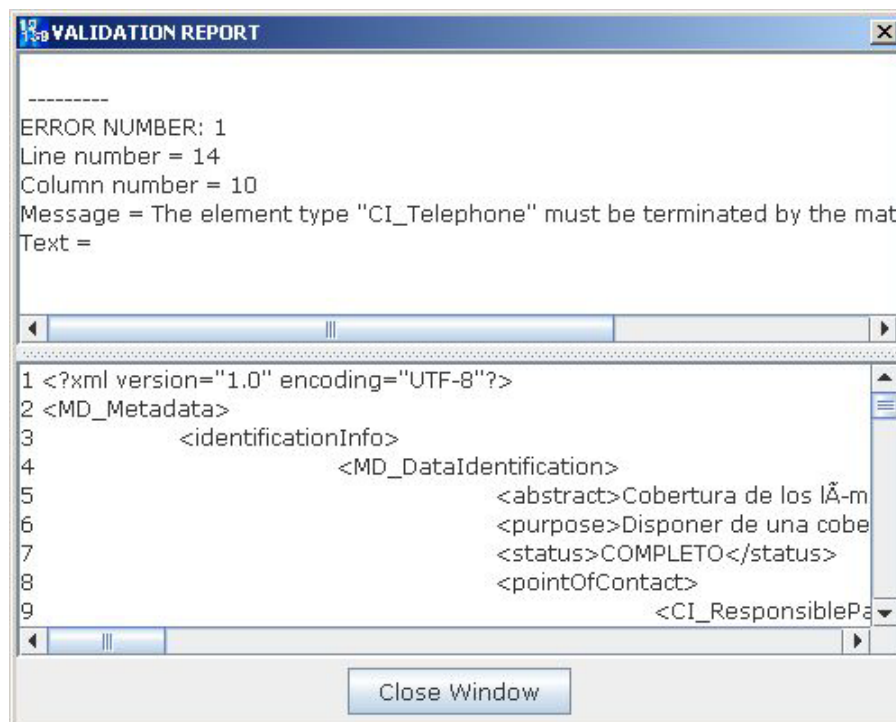 VALIDATION REPORT
---------
ERROR NUMBER: 1
Line number = 14
Column number = 10
Message = The element type "CI_Telephone" must be terminated by the mat
Text =
1 <?xml version="1.0" encoding="UTF-8"?>
2 <MD_Metadata>
3 <identificationInfo>
4 <MD_DataIdentification>
5 <abstract>Cobertura de los lÃ-m
6 <purpose>Disponer de una cobe
7 <status>COMPLETO</status>
8 <pointOfContact>
9 <CI_ResponsiblePa
Close Window